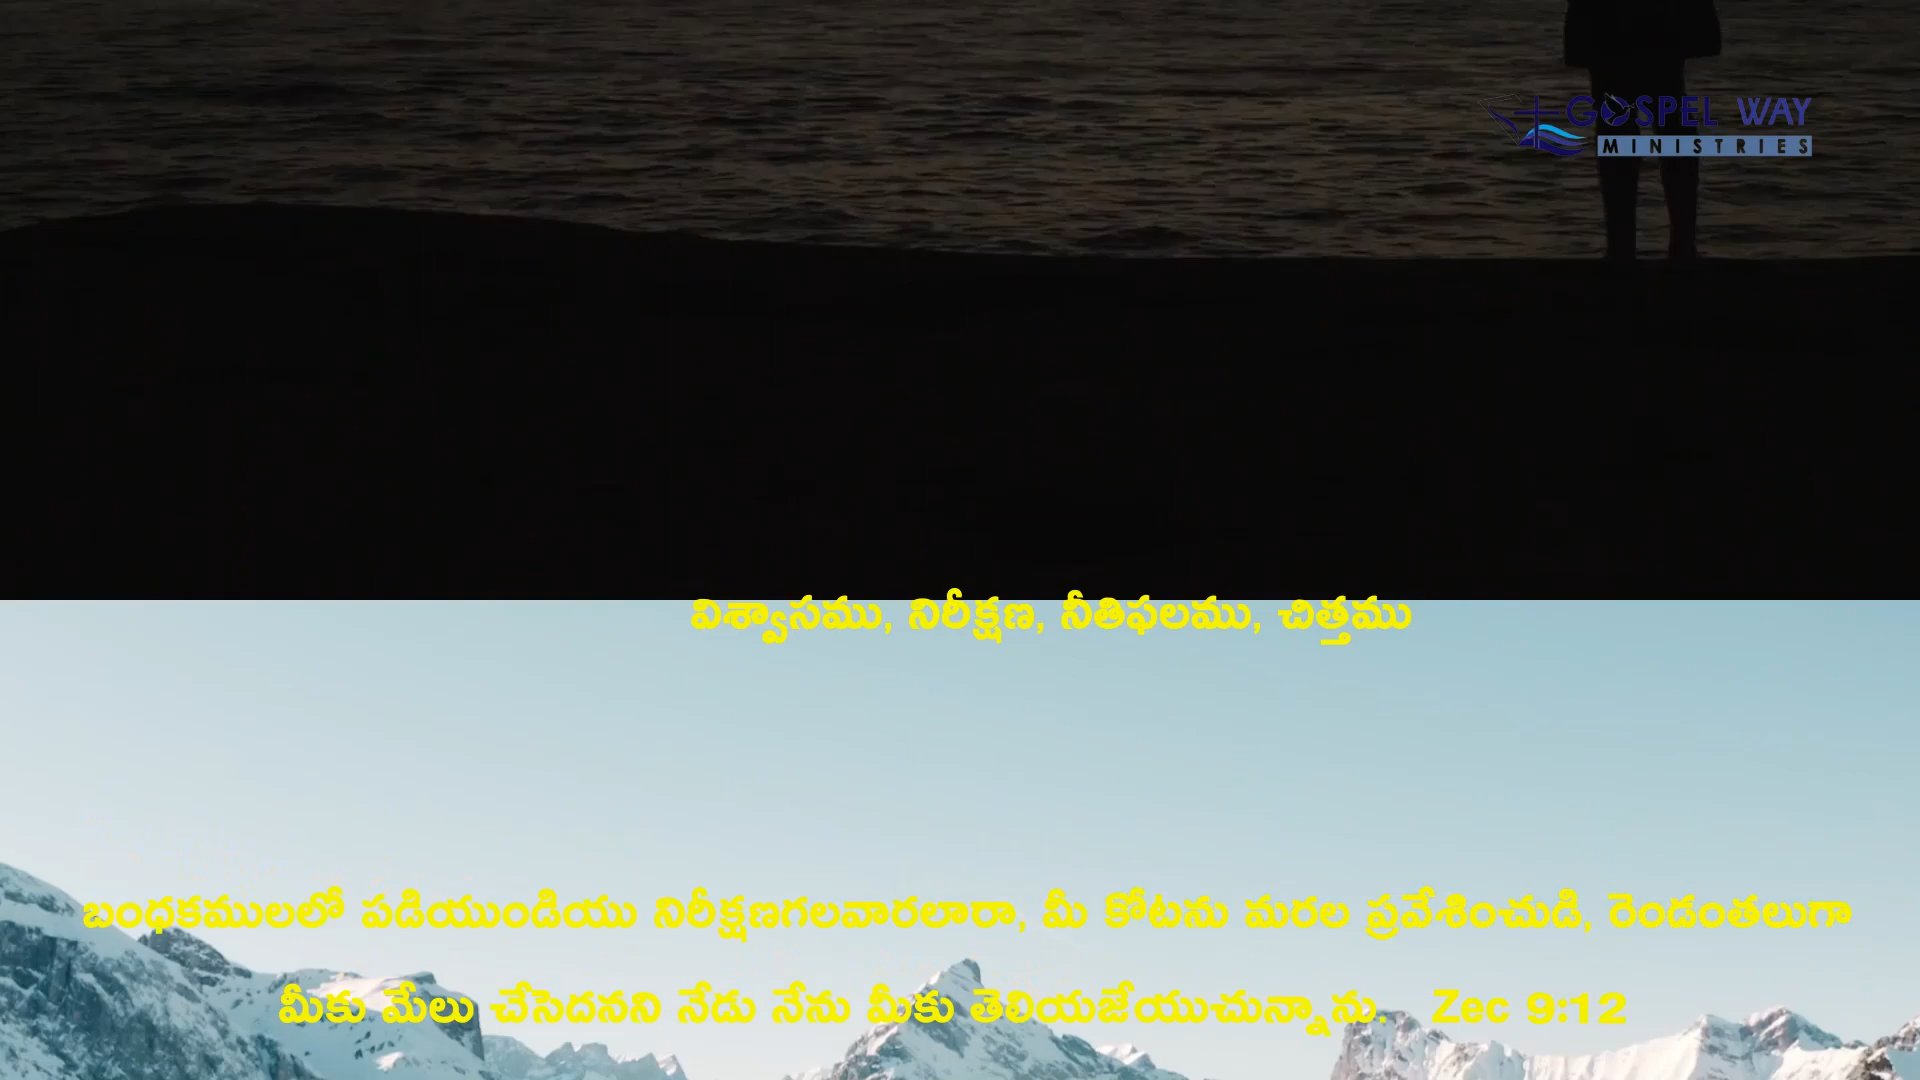 GOSPEL WAY
MINISTRIES
విశ్వాసము, నిరీక్షణ, నీతిఫలము, చిత్తము
బంధకములలో పడియుండియు నిరీక్షణగలవారలారా, మీ కోటను మరల ప్రవేశించుడి, రెండంతలుగా
మీకు మేలు చేసెదనని నేడు నేను మీకు తెలియజేయుచున్నాను. Zec 9:12